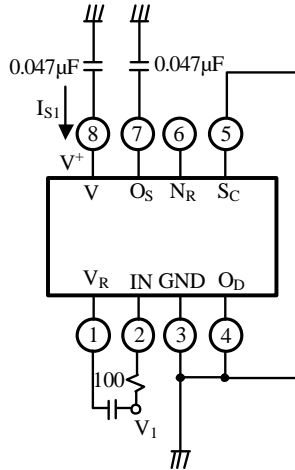 0.047μF 0.047μF
I_S1
8 7 6 5
V⁺
V O_S N_R S_C
V_R IN GND O_D
1 2 3 4
100
V_1